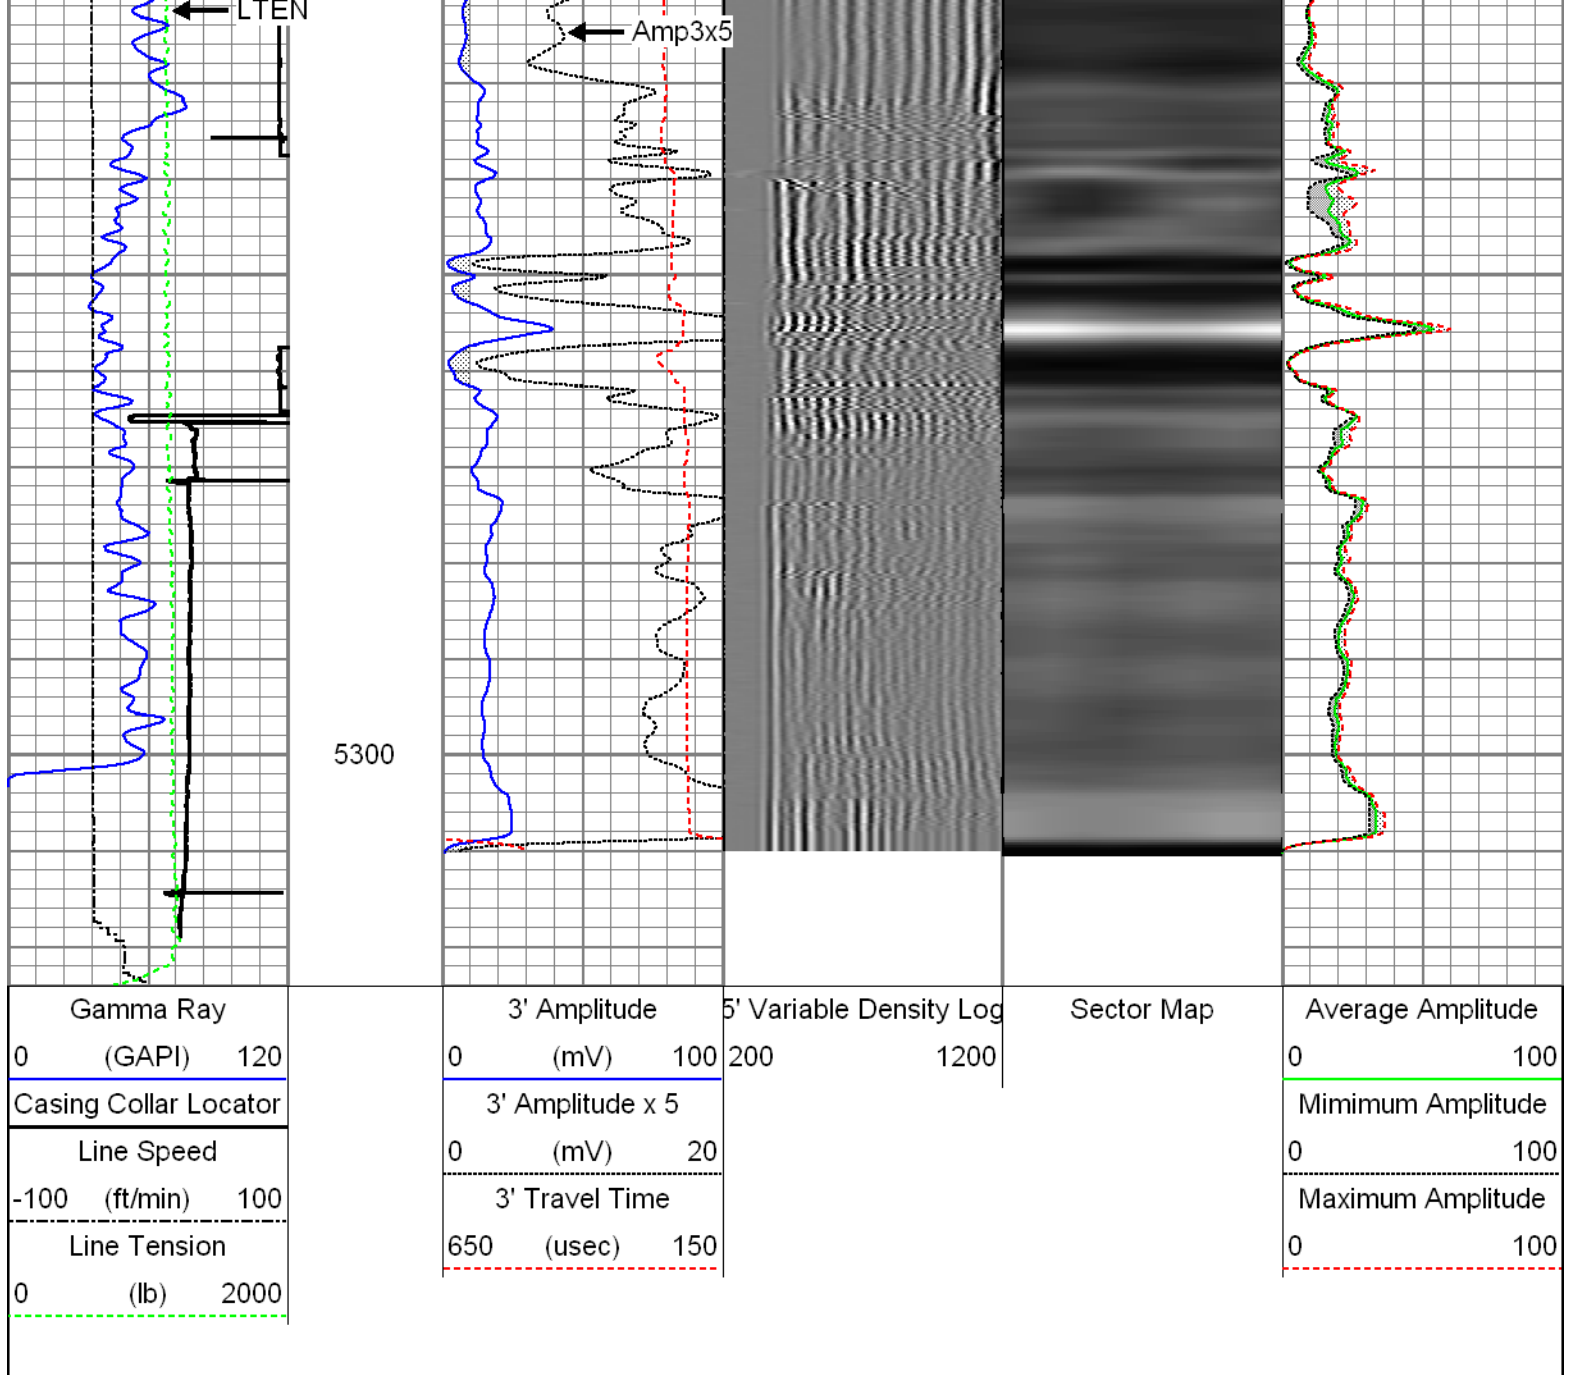 LTEN
Amp3x5
5300
Gamma Ray
0 (GAPI) 120
Casing Collar Locator
Line Speed
-100 (ft/min) 100
Line Tension
0 (lb) 2000
3' Amplitude
0 (mV) 100
3' Amplitude x 5
0 (mV) 20
3' Travel Time
650 (usec) 150
5' Variable Density Log
200 1200
Sector Map
Average Amplitude
0 100
Mimimum Amplitude
0 100
Maximum Amplitude
0 100